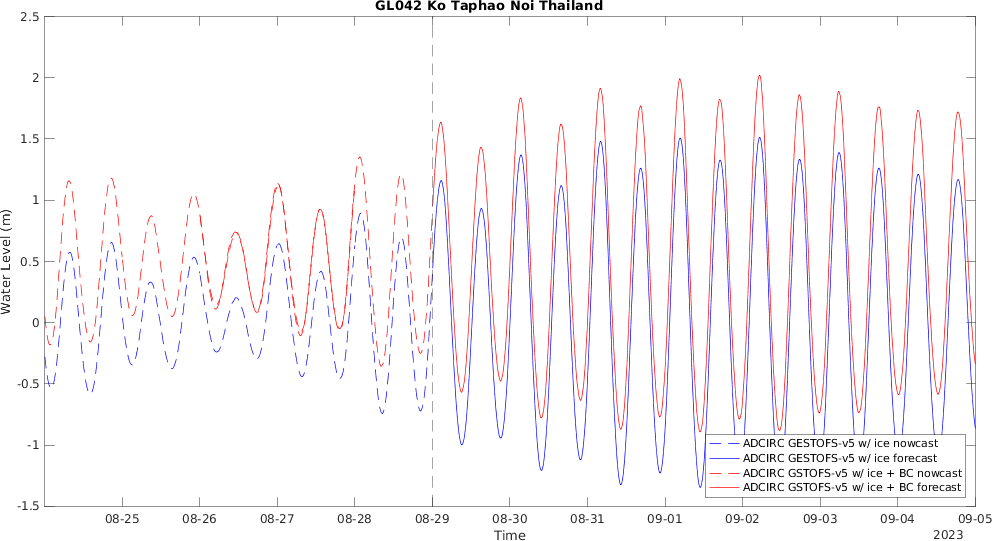 GL042 Ko Taphao Noi Thailand
2.5
2
1.5
1
0.5
0
-0.5
-1
-1.5
Water Level (m)
ADCIRC GESTOFS-v5 w/ ice nowcast
ADCIRC GESTOFS-v5 w/ ice forecast
ADCIRC GSTOFS-v5 w/ ice + BC nowcast
ADCIRC GSTOFS-v5 w/ ice + BC forecast
08-25 08-26 08-27 08-28 08-29 08-30 08-31 09-01 09-02 09-03 09-04 09-05
Time
2023